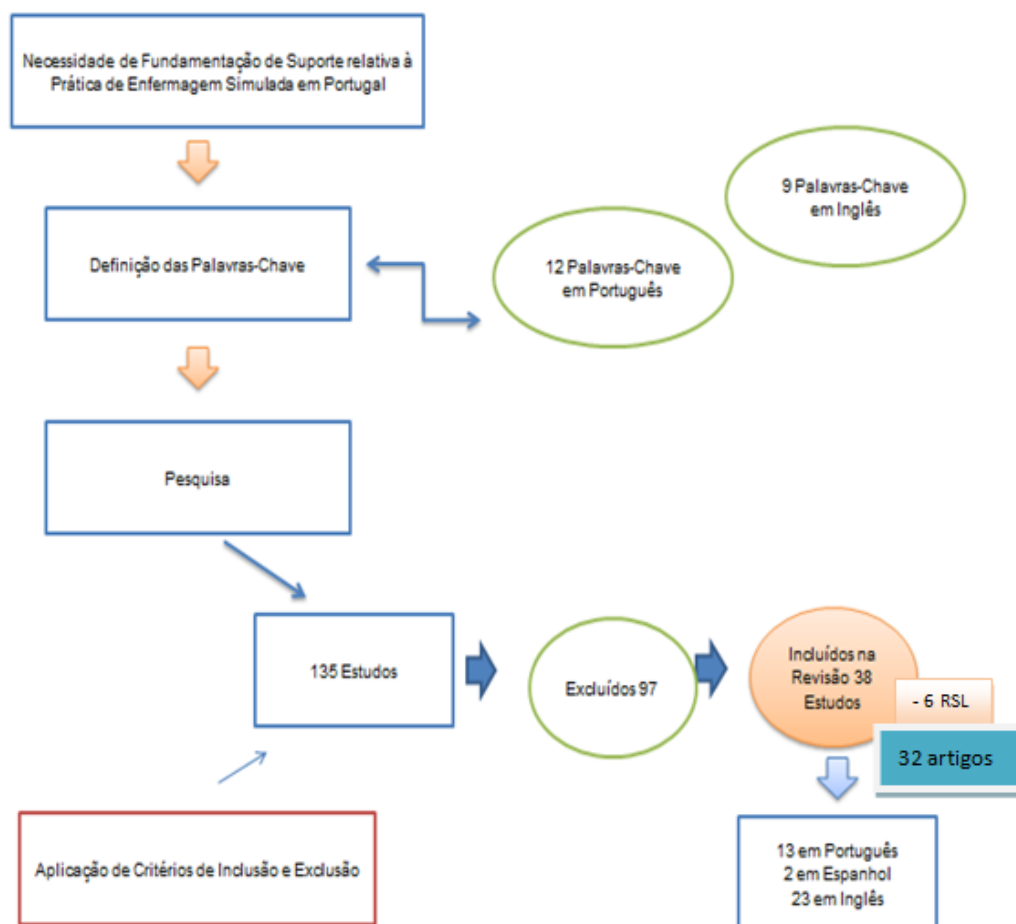 Necessidade de Fundamentação de Suporte relativa à
Prática de Enfermagem Simulada em Portugal
9 Palavras-Chave
em Inglês
Definição das Palavras-Chave
12 Palavras-Chave
em Português
Pesquisa
135 Estudos
Excluídos 97
Incluídos na
Revisão 38
Estudos
- 6 RSL
32 artigos
Aplicação de Critérios de Inclusão e Exclusão
13 em Português
2 em Espanhol
23 em Inglês